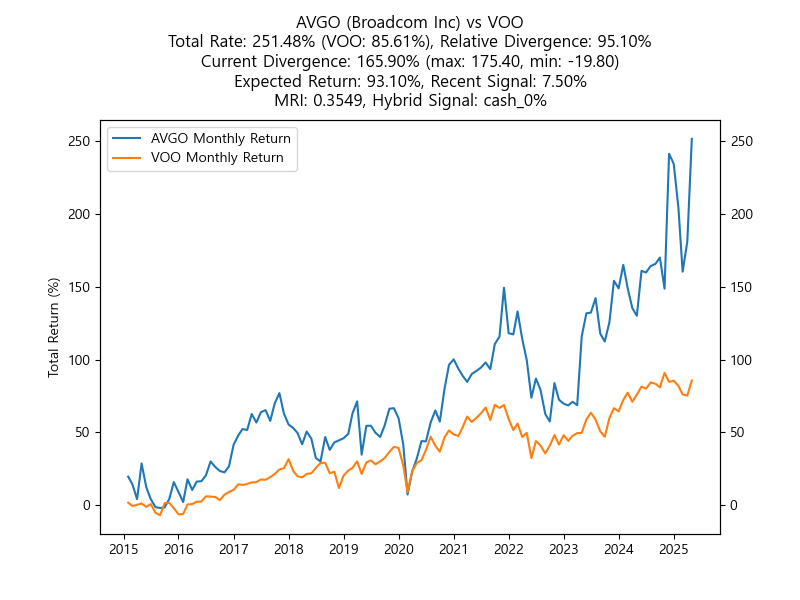 AVGO (Broadcom Inc) vs VOO
Total Rate: 251.48% (VOO: 85.61%), Relative Divergence: 95.10%
Current Divergence: 165.90% (max: 175.40, min: -19.80)
Expected Return: 93.10%, Recent Signal: 7.50%
MRI: 0.3549, Hybrid Signal: cash_0%
AVGO Monthly Return
VOO Monthly Return
Total Return (%)
250
200
150
100
50
0
250
200
150
100
50
0
2015 2016 2017 2018 2019 2020 2021 2022 2023 2024 2025